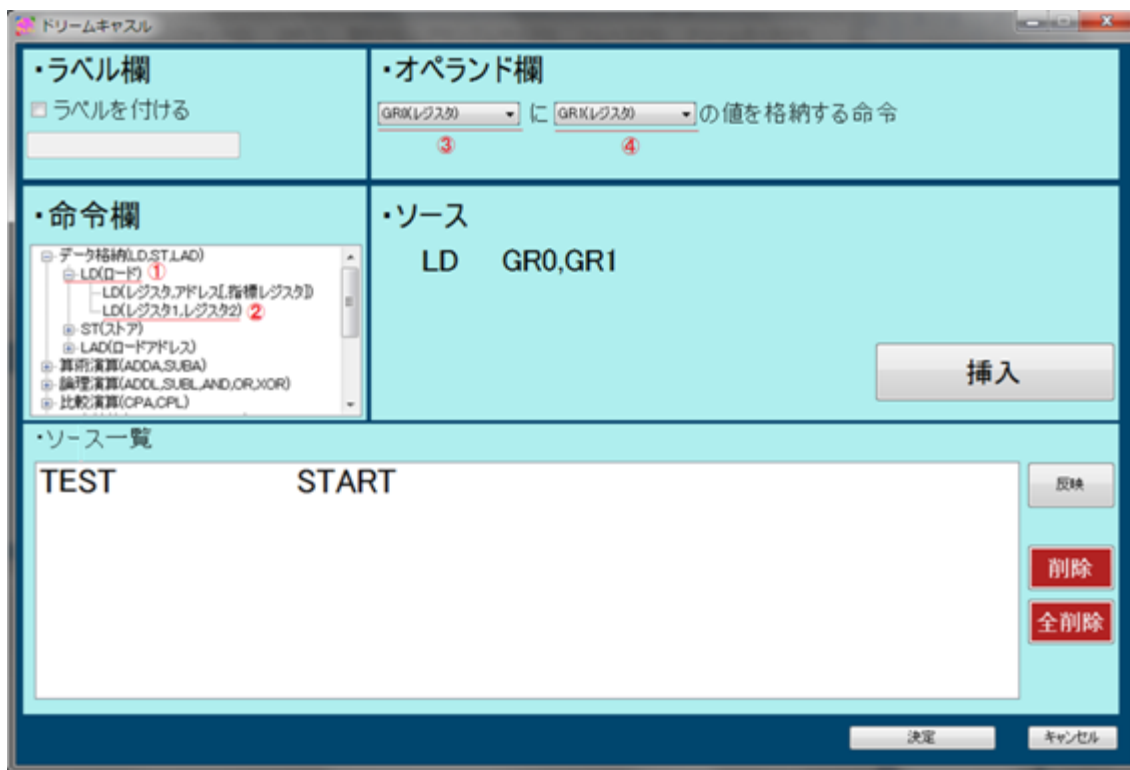 ドリームキャスル
・ラベル欄
ラベルを付ける
・オペランド欄
GR0(レジスタ) に GR1(レジスタ) の値を格納する命令
③ ④
・命令欄
データ格納(LD,ST,LAD)
LD(ロード) ①
LD(レジスタ,アドレス[,指標レジスタ])
LD(レジスタ1,レジスタ2) ②
ST(ストア)
LAD(ロードアドレス)
算術演算(ADDA,SUBA)
論理演算(ADDL,SUBL,AND,OR,XOR)
比較演算(CPA,CPL)
・ソース
LD GR0,GR1
挿入
・ソース一覧
TEST START
反映
削除
全削除
決定 キャンセル